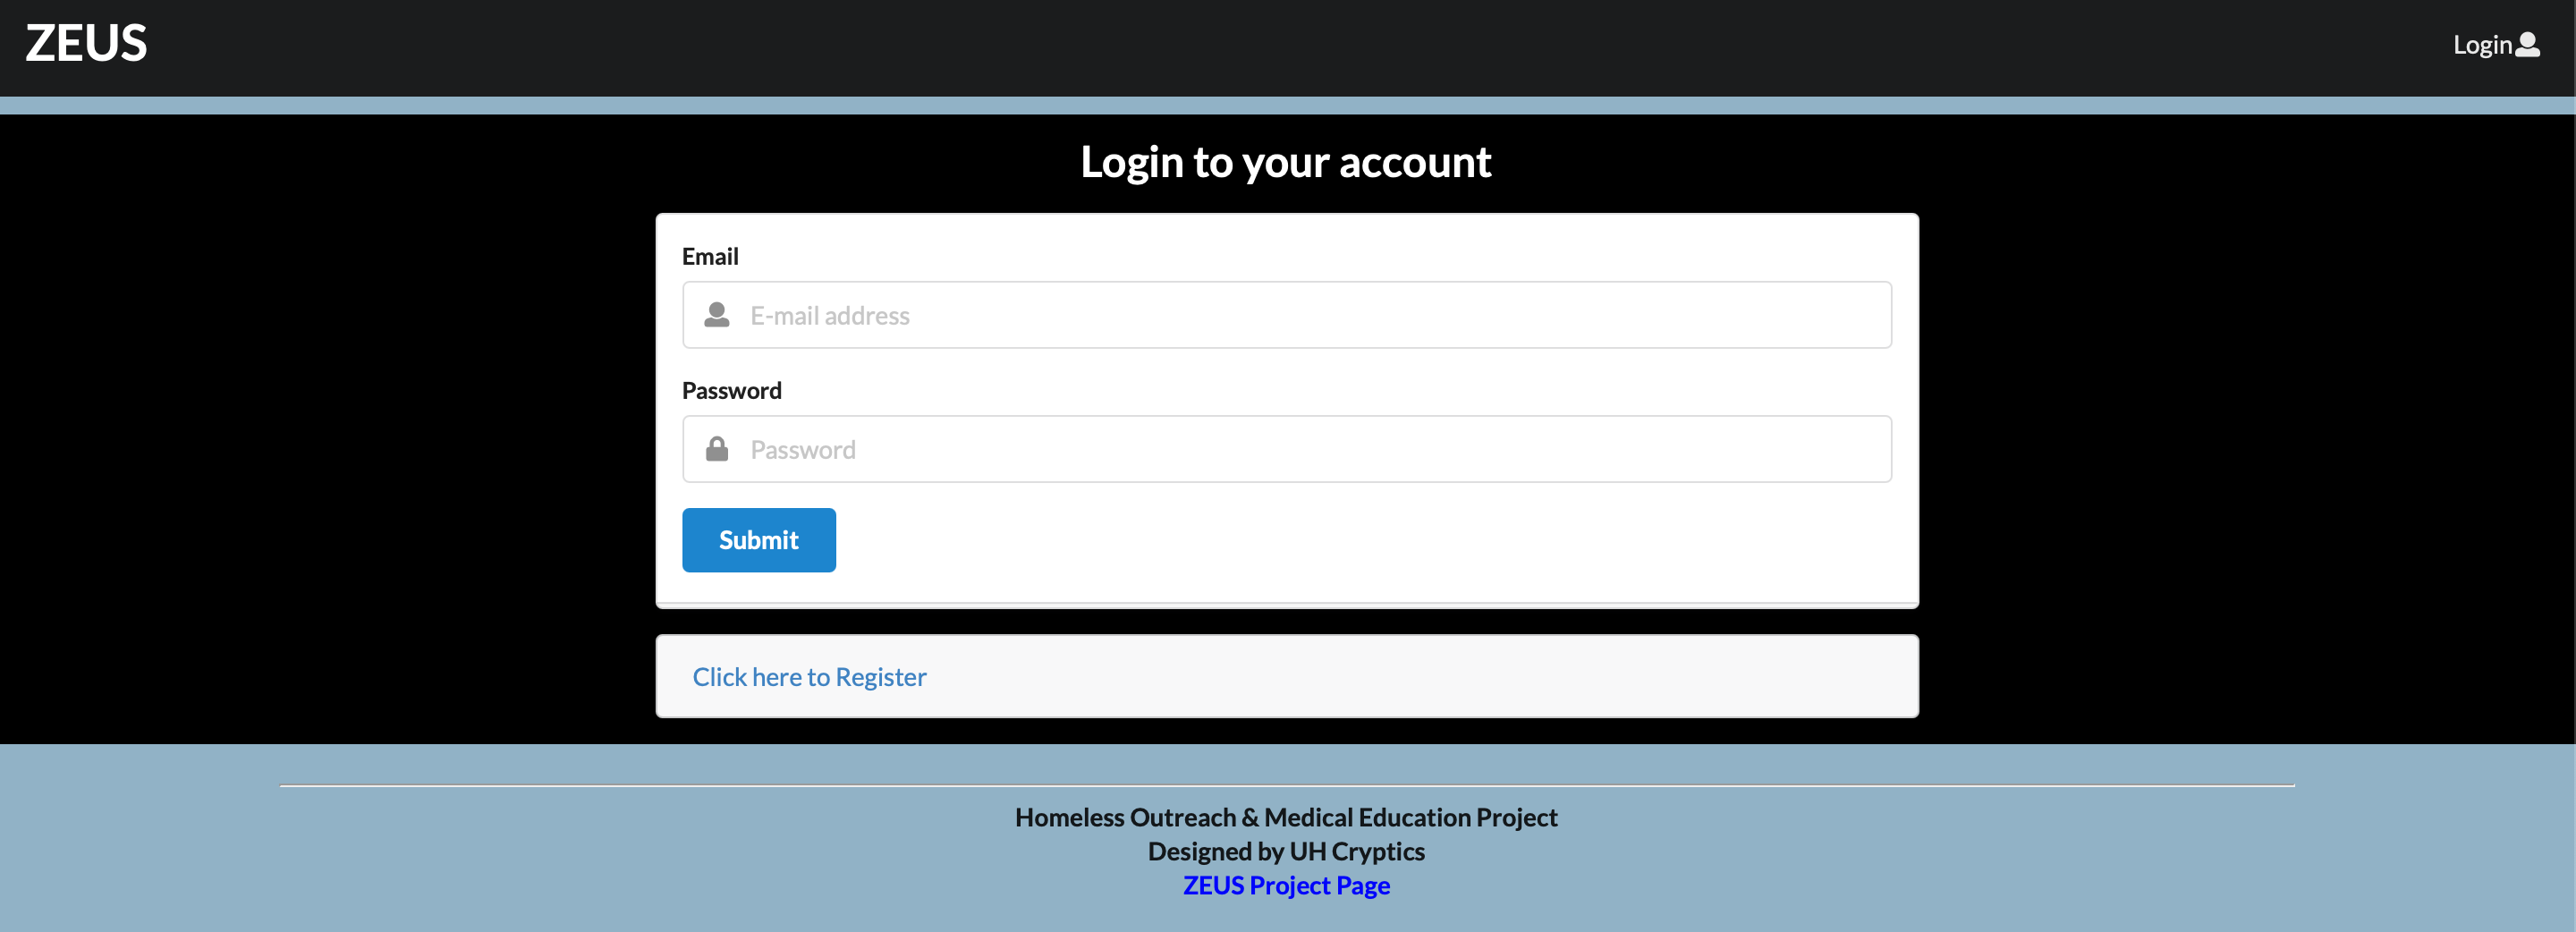 ZEUS
Login
Login to your account
Email
E-mail address
Password
Password
Submit
Click here to Register
Homeless Outreach & Medical Education Project
Designed by UH Cryptics
ZEUS Project Page